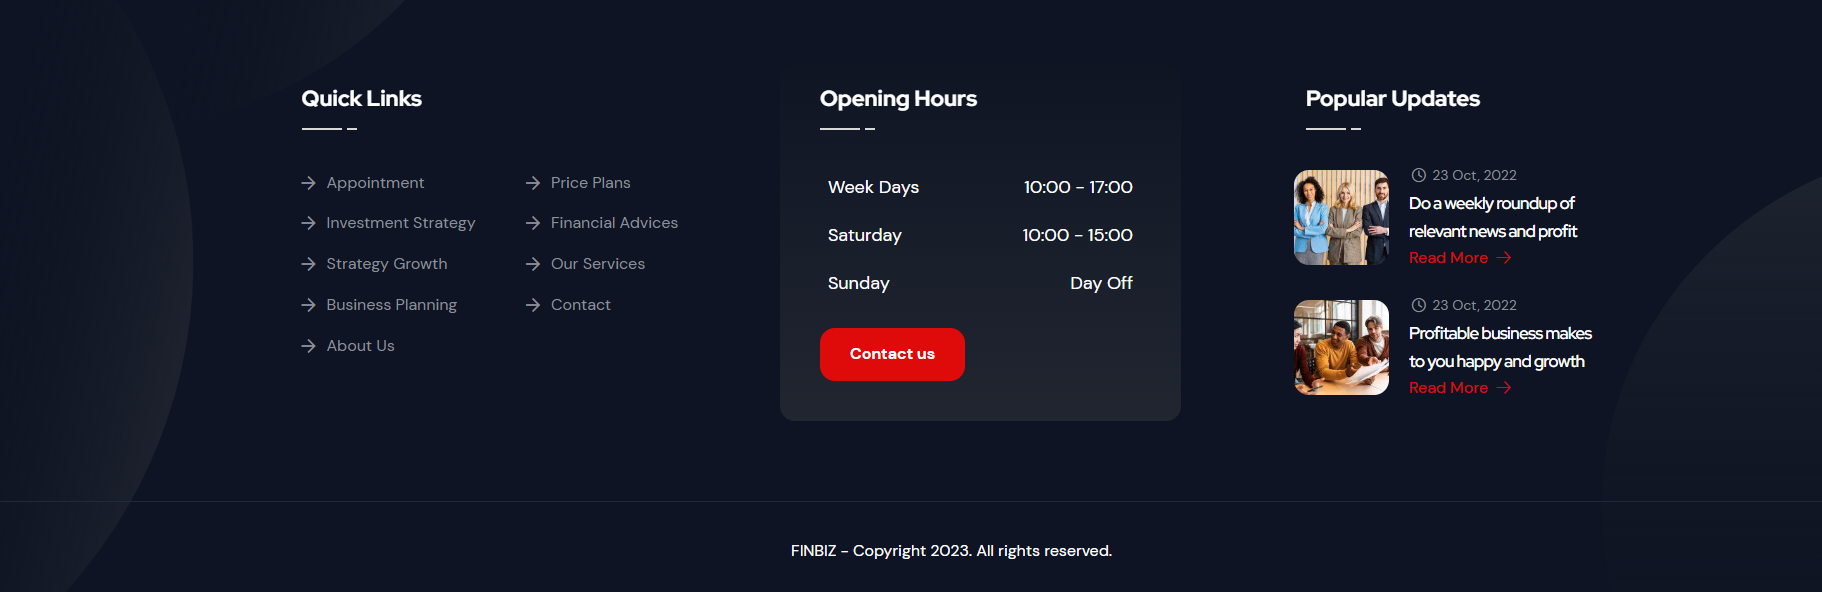 Quick Links
Appointment
Investment Strategy
Strategy Growth
Business Planning
About Us
Price Plans
Financial Advices
Our Services
Contact
Opening Hours
Week Days 10:00 - 17:00
Saturday 10:00 - 15:00
Sunday Day Off
Contact us
Popular Updates
23 Oct, 2022
Do a weekly roundup of
relevant news and profit
Read More
23 Oct, 2022
Profitable business makes
to you happy and growth
Read More
FINBIZ - Copyright 2023. All rights reserved.